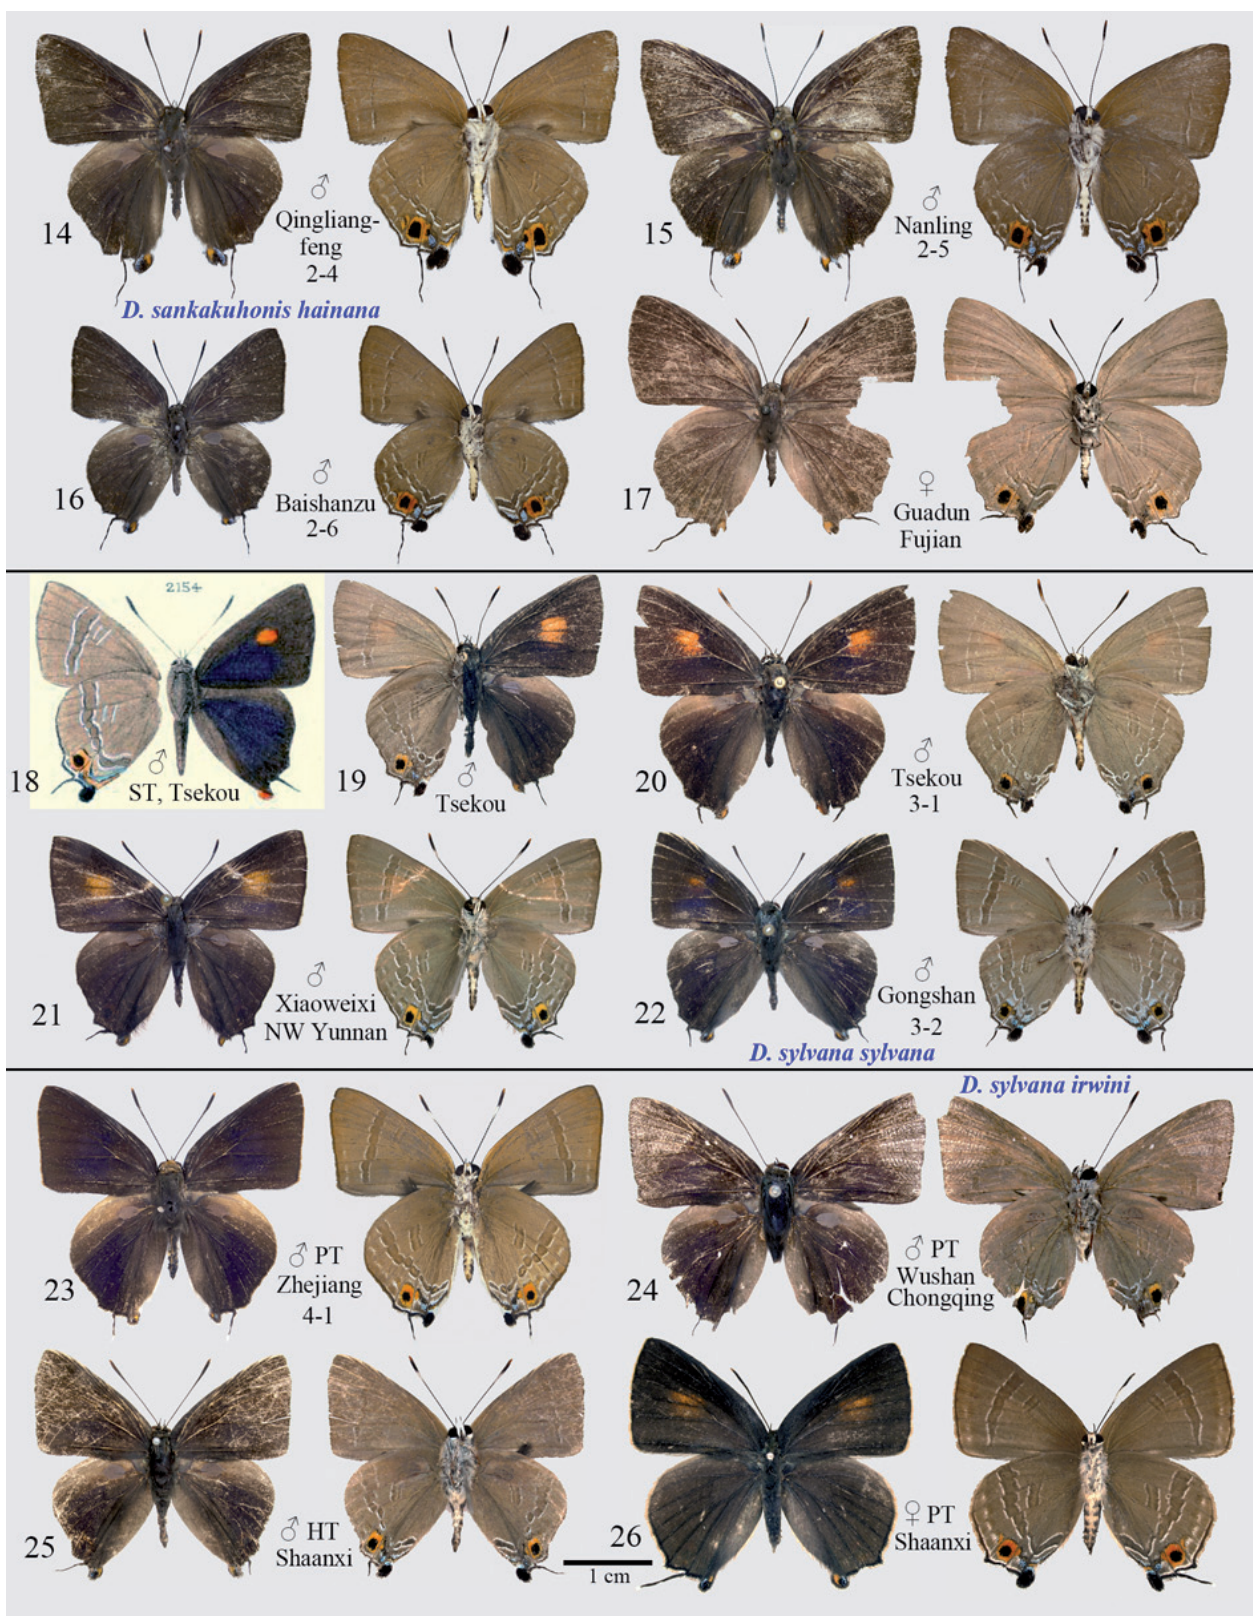 14
♂
Qingliang-
feng
2-4
15
♂
Nanling
2-5
D. sankakuhonis hainana
16
♂
Baishanzu
2-6
17
♀
Guadun
Fujian
2154
18
♂
ST, Tsekou
19
♂
Tsekou
20
♂
Tsekou
3-1
21
♂
Xiaoweixi
NW Yunnan
22
♂
Gongshan
3-2
D. sylvana sylvana
D. sylvana irwini
23
♂ PT
Zhejiang
4-1
24
♂ PT
Wushan
Chongqing
25
♂ HT
Shaanxi
1 cm
26
♀ PT
Shaanxi